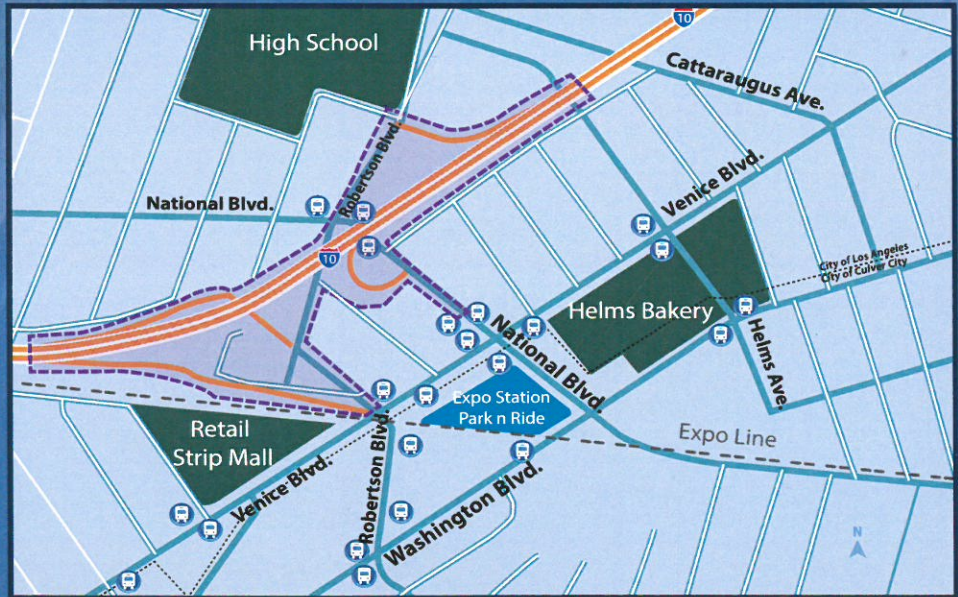 10
High School
Cattaraugus Ave.
Robertson Blvd.
National Blvd.
Venice Blvd.
10
City of Los Angeles
City of Culver City
Helms Bakery
National Blvd.
Helms Ave.
Expo Station
Park n Ride
Retail
Strip Mall
Expo Line
Venice Blvd.
Robertson Blvd.
Washington Blvd.
N